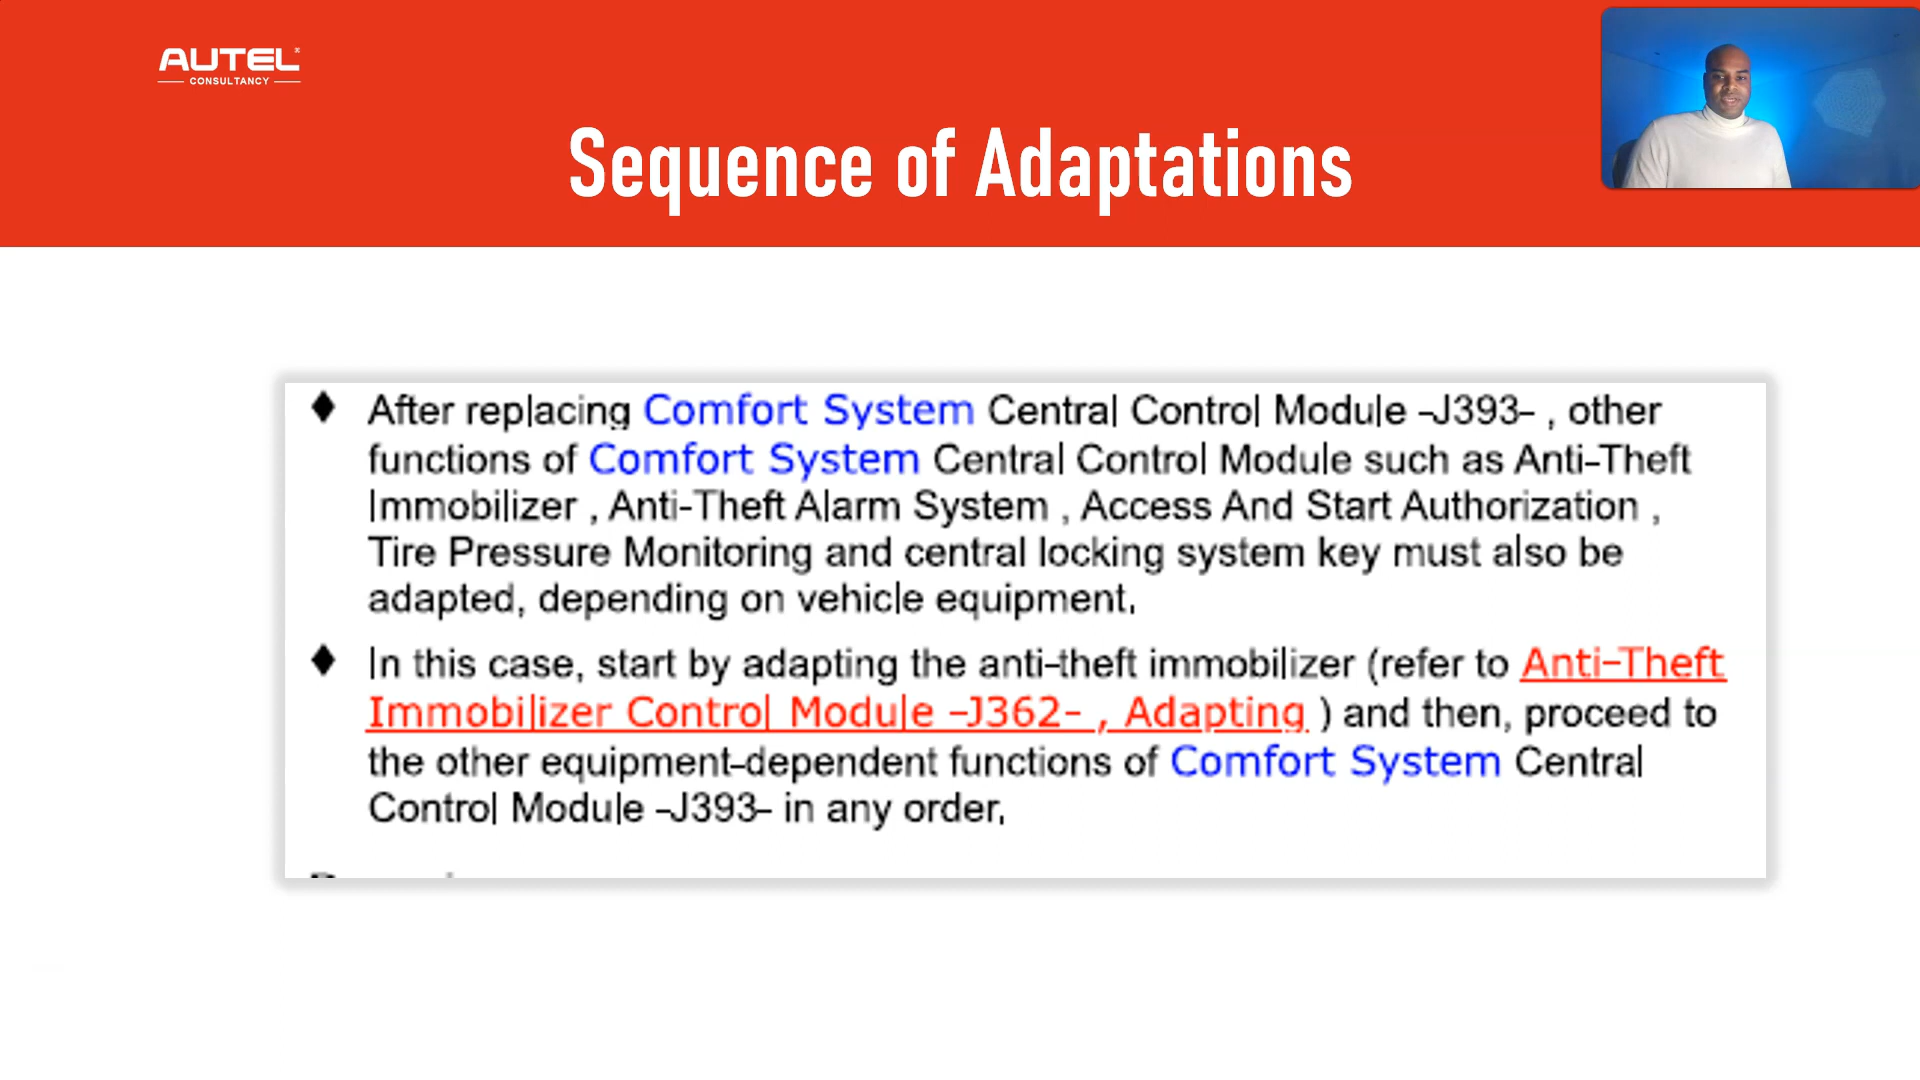 AUTEL
CONSULTANCY
Sequence of Adaptations
♦ After replacing Comfort System Central Control Module -J393- , other
functions of Comfort System Central Control Module such as Anti-Theft
Immobilizer , Anti-Theft Alarm System , Access And Start Authorization ,
Tire Pressure Monitoring and central locking system key must also be
adapted, depending on vehicle equipment.
♦ In this case, start by adapting the anti-theft immobilizer (refer to Anti-Theft
Immobilizer Control Module -J362- , Adapting ) and then, proceed to
the other equipment-dependent functions of Comfort System Central
Control Module -J393- in any order.